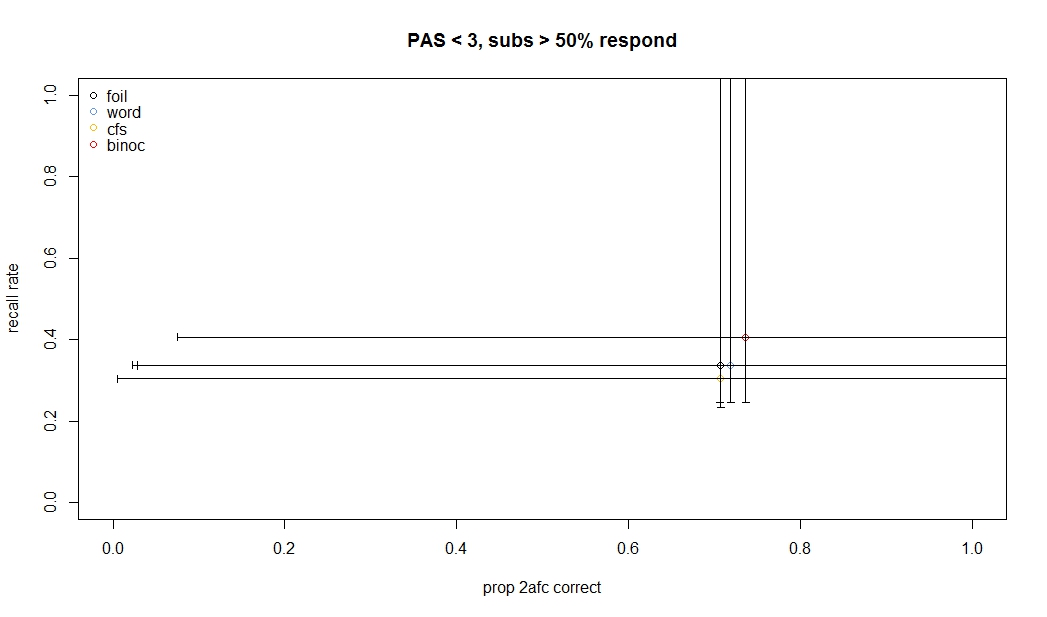 PAS < 3, subs > 50% respond
foil
word
cfs
binoc
recall rate
1.0
0.8
0.6
0.4
0.2
0.0
0.0 0.2 0.4 0.6 0.8 1.0
prop 2afc correct